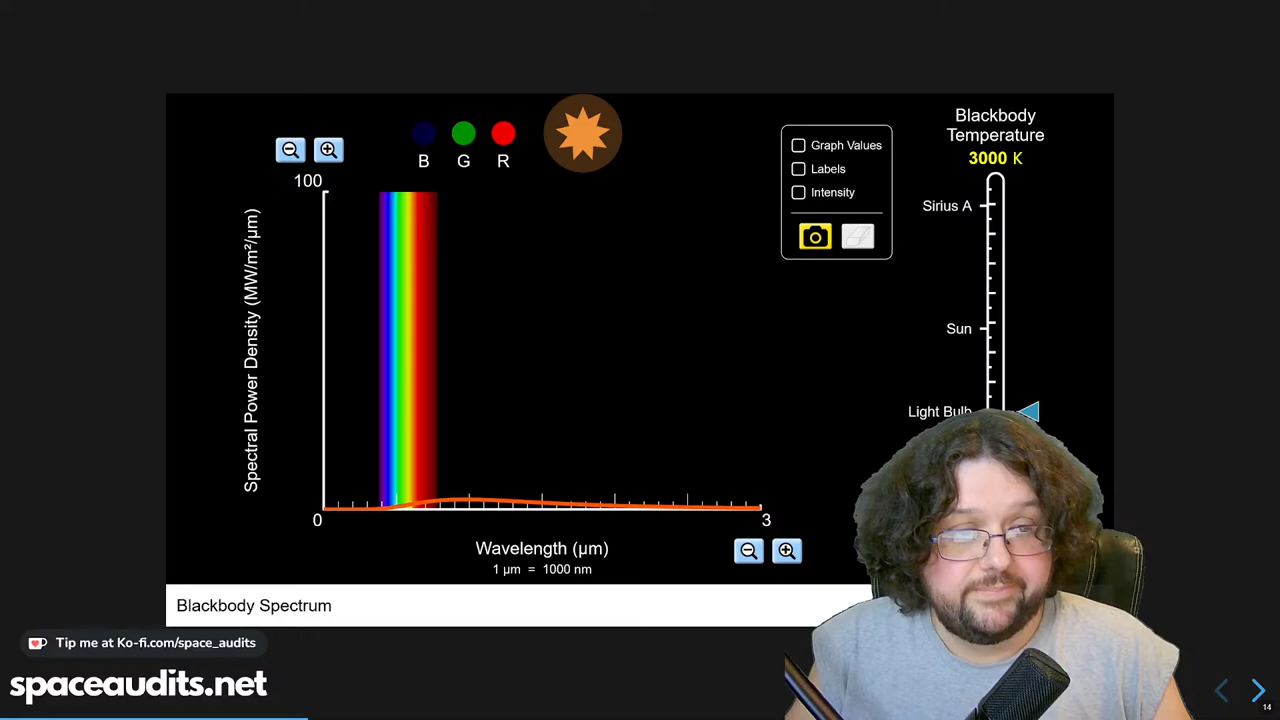 B G R
100
Spectral Power Density (MW/m²/μm)
0
3
Wavelength (μm)
1 μm = 1000 nm
Graph Values
Labels
Intensity
Blackbody
Temperature
3000 K
Sirius A
Sun
Light Bulb
Blackbody Spectrum
Tip me at Ko-fi.com/space_audits
spaceaudits.net
14